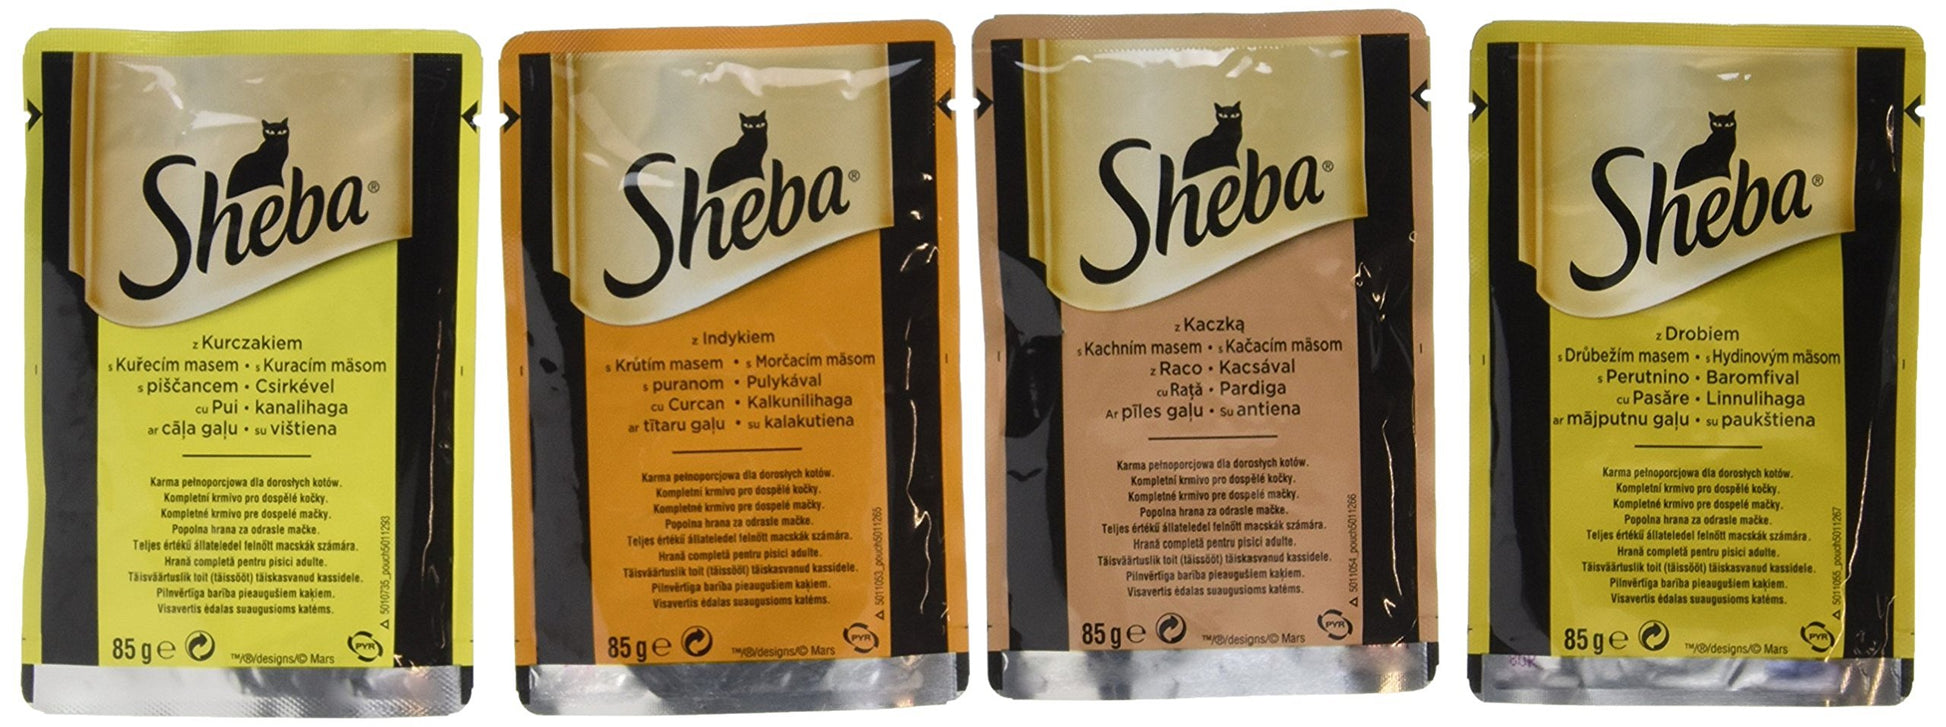 Sheba®
z Kurczakiem
s Kuřecím masem • s Kuracím mäsom
s piščancem • Csirkével
cu Pui • kanalihaga
ar cāļa gaļu • su vištiena
Karma pełnoporcjowa dla dorosłych kotów.
Kompletní krmivo pro dospělé kočky.
Kompletné krmivo pre dospelé mačky.
Popolna hrana za odrasle mačke.
Teljes értékű állateledel felnőtt macskák számára.
Hrană completă pentru pisici adulte.
Täisväärtuslik toit (täissööt) täiskasvanud kassidele.
Pilnvērtīga barība pieaugušiem kaķiem.
Visavertis ėdalas suaugusioms katėms.
85 g e
™/®/designs/© Mars
PYR
5010735_pouch5011293
Sheba®
z Indykiem
s Krůtím masem • s Morčacím mäsom
s puranom • Pulykával
cu Curcan • Kalkunilihaga
ar tītaru gaļu • su kalakutiena
Karma pełnoporcjowa dla dorosłych kotów.
Kompletní krmivo pro dospělé kočky.
Kompletné krmivo pre dospelé mačky.
Popolna hrana za odrasle mačke.
Teljes értékű állateledel felnőtt macskák számára.
Hrană completă pentru pisici adulte.
Täisväärtuslik toit (täissööt) täiskasvanud kassidele.
Pilnvērtīga barība pieaugušiem kaķiem.
Visavertis ėdalas suaugusioms katėms.
85 g e
™/®/designs/© Mars
PYR
5011053_pouch5011265
Sheba®
z Kaczką
s Kachním masem • s Kačacím mäsom
z Raco • Kacsával
cu Rață • Pardiga
Ar pīles gaļu • Su antiena
Karma pełnoporcjowa dla dorosłych kotów.
Kompletní krmivo pro dospělé kočky.
Kompletné krmivo pre dospelé mačky.
Popolna hrana za odrasle mačke.
Teljes értékű állateledel felnőtt macskák számára.
Hrană completă pentru pisici adulte.
Täisväärtuslik toit (täissööt) täiskasvanud kassidele.
Pilnvērtīga barība pieaugušiem kaķiem.
Visavertis ėdalas suaugusioms katėms.
85 g e
™/®/designs/© Mars
PYR
5011054_pouch5011266
Sheba®
z Drobiem
s Drůbežím masem • s Hydinovým mäsom
s Perutnino • Baromfival
cu Pasăre • Linnulihaga
ar mājputnu gaļu • su paukštiena
Karma pełnoporcjowa dla dorosłych kotów.
Kompletní krmivo pro dospělé kočky.
Kompletné krmivo pre dospelé mačky.
Popolna hrana za odrasle mačke.
Teljes értékű állateledel felnőtt macskák számára.
Hrană completă pentru pisici adulte.
Täisväärtuslik toit (täissööt) täiskasvanud kassidele.
Pilnvērtīga barība pieaugušiem kaķiem.
Visavertis ėdalas suaugusioms katėms.
85 g e
™/®/designs/© Mars
PYR
5011055_pouch5011267